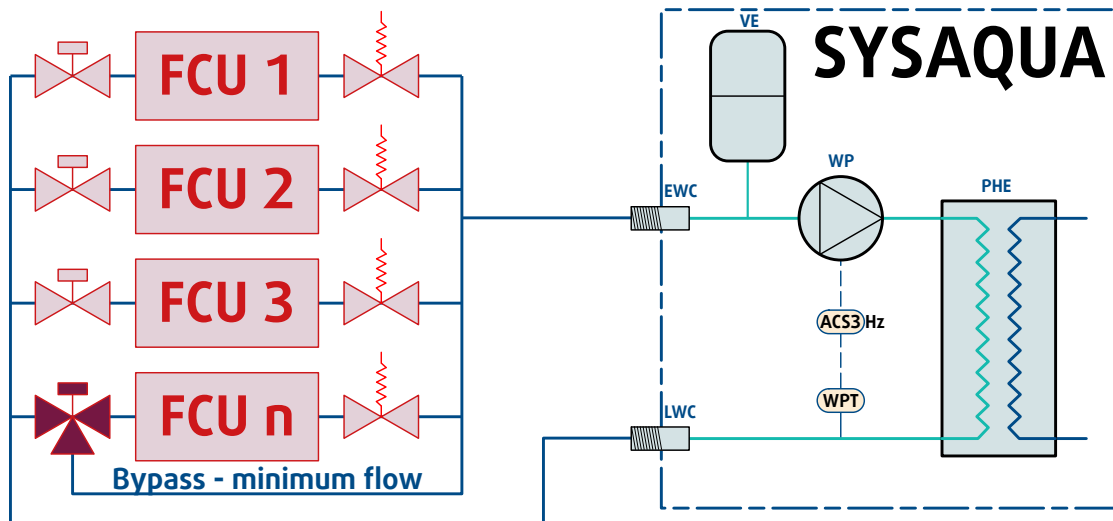 FCU 1
FCU 2
FCU 3
FCU n
Bypass - minimum flow
SYSAQUA
VE
WP
EWC
PHE
ACS3 Hz
WPT
LWC